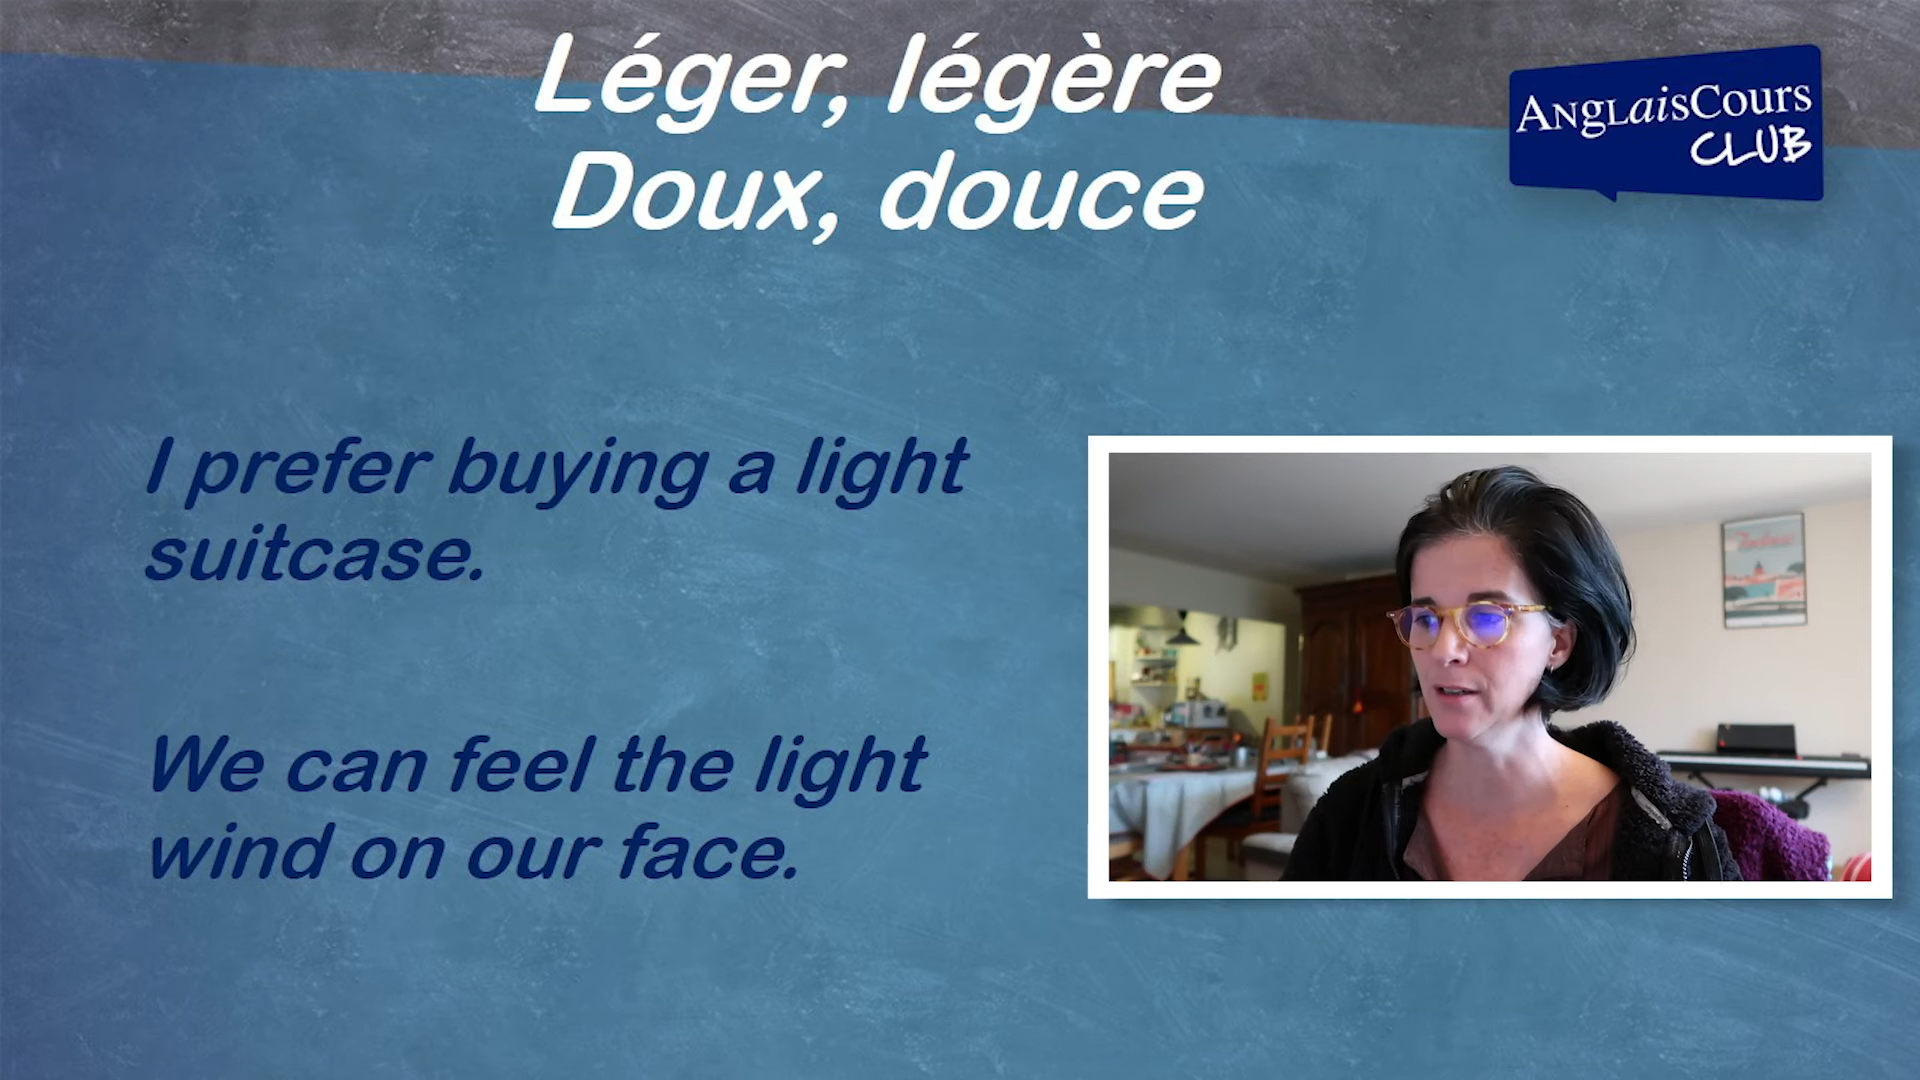 Léger, légère
Doux, douce
AnglaisCours
CLUB
I prefer buying a light
suitcase.
We can feel the light
wind on our face.